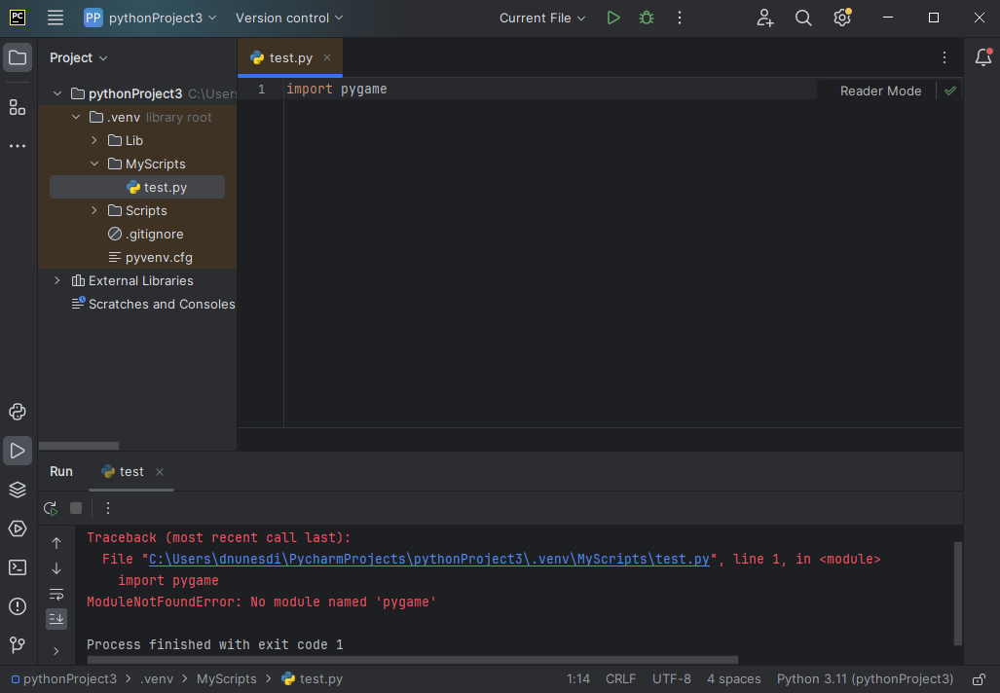 PC
PP pythonProject3 Version control Current File
Project
test.py
pythonProject3 C:\Users
.venv library root
Lib
MyScripts
test.py
Scripts
.gitignore
pyvenv.cfg
External Libraries
Scratches and Consoles
1 import pygame
Reader Mode
Run test
Traceback (most recent call last):
File "C:\Users\dnunesdi\PycharmProjects\pythonProject3\.venv\MyScripts\test.py", line 1, in <module>
import pygame
ModuleNotFoundError: No module named 'pygame'
Process finished with exit code 1
pythonProject3 > .venv > MyScripts > test.py 1:14 CRLF UTF-8 4 spaces Python 3.11 (pythonProject3)